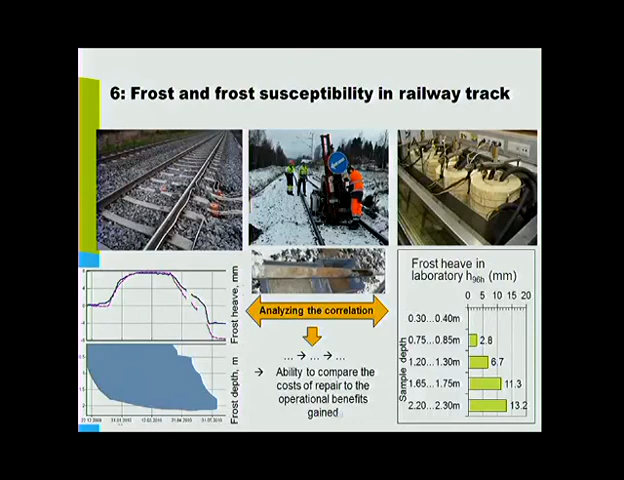 6: Frost and frost susceptibility in railway track
Frost heave, mm
Frost depth, m
Analyzing the correlation
... → ... → ...
→ Ability to compare the
costs of repair to the
operational benefits
gained
Frost heave in
laboratory h96h (mm)
0 5 10 15 20
Sample depth
0.30...0.40m
0.75...0.85m 2.8
1.20...1.30m 6.7
1.65...1.75m 11.3
2.20...2.30m 13.2